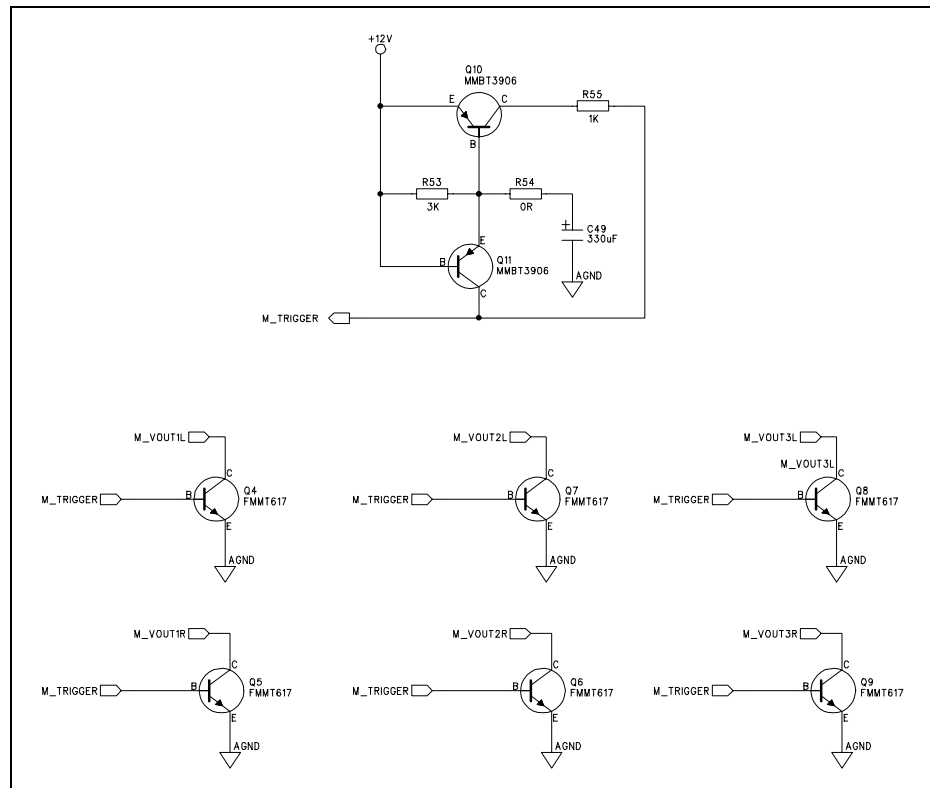 +12V
Q10
MMBT3906
E
C
B
R55
1K
R53
3K
R54
0R
+
C49
330uF
AGND
E
B
C
Q11
MMBT3906
M_TRIGGER
M_VOUT1L
C
M_TRIGGER
B
Q4
FMMT617
E
AGND
M_VOUT2L
C
M_TRIGGER
B
Q7
FMMT617
E
AGND
M_VOUT3L
M_VOUT3L
C
M_TRIGGER
B
Q8
FMMT617
E
AGND
M_VOUT1R
C
M_TRIGGER
B
Q5
FMMT617
E
AGND
M_VOUT2R
C
M_TRIGGER
B
Q6
FMMT617
E
AGND
M_VOUT3R
C
M_TRIGGER
B
Q9
FMMT617
E
AGND